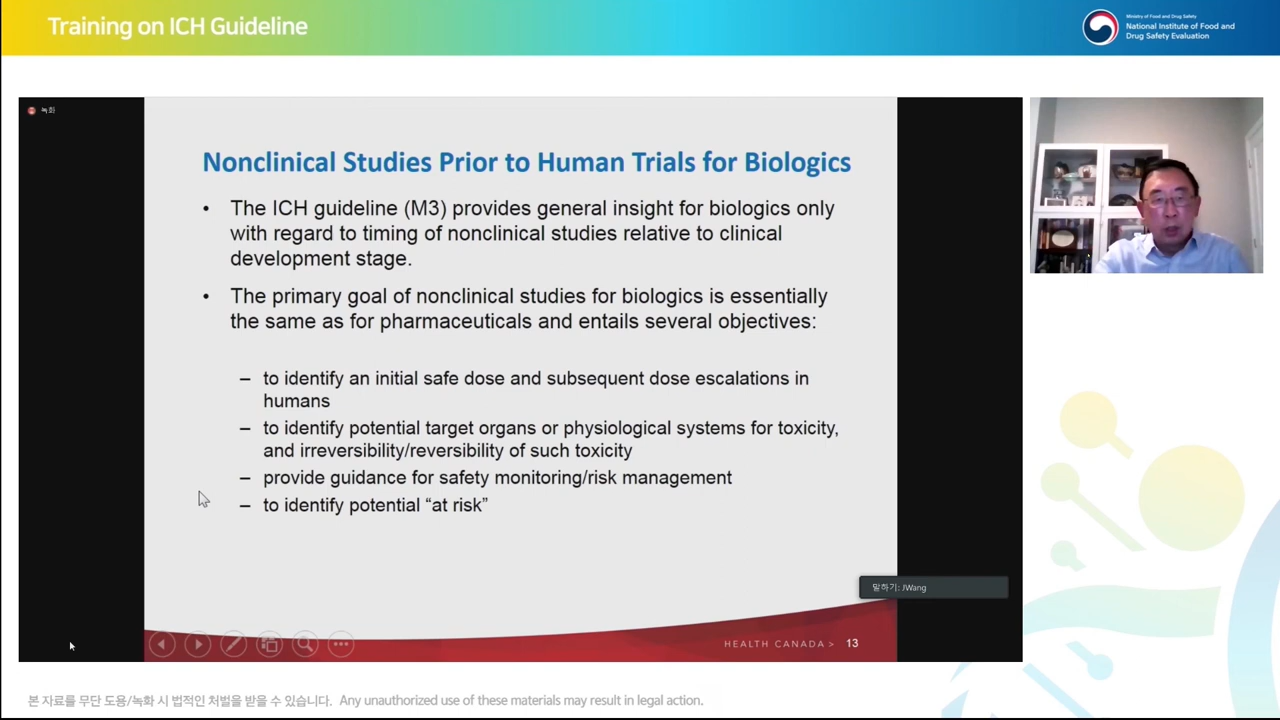 Training on ICH Guideline
Ministry of Food and Drug Safety
National Institute of Food and
Drug Safety Evaluation
녹화
Nonclinical Studies Prior to Human Trials for Biologics
• The ICH guideline (M3) provides general insight for biologics only
with regard to timing of nonclinical studies relative to clinical
development stage.
• The primary goal of nonclinical studies for biologics is essentially
the same as for pharmaceuticals and entails several objectives:
– to identify an initial safe dose and subsequent dose escalations in
humans
– to identify potential target organs or physiological systems for toxicity,
and irreversibility/reversibility of such toxicity
– provide guidance for safety monitoring/risk management
– to identify potential “at risk”
말하기: JWang
HEALTH CANADA > 13
본 자료를 무단 도용/녹화 시 법적인 처벌을 받을 수 있습니다. Any unauthorized use of these materials may result in legal action.